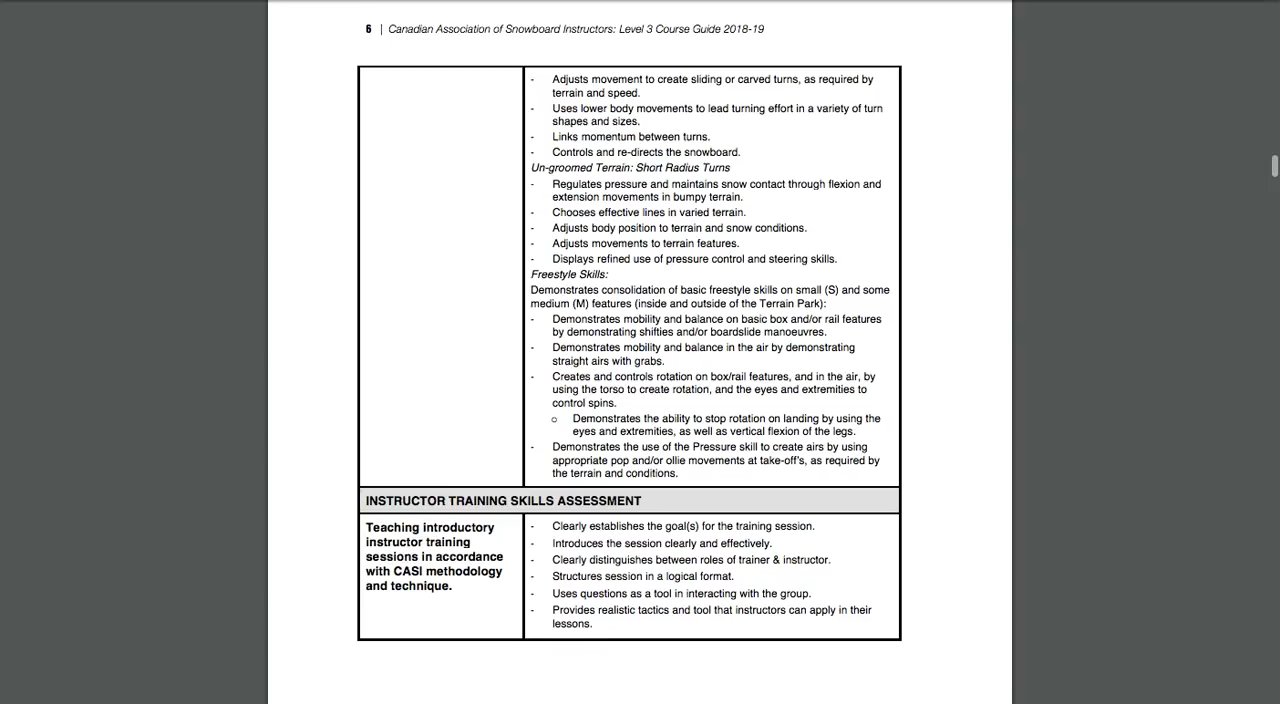 6 | Canadian Association of Snowboard Instructors: Level 3 Course Guide 2018-19
- Adjusts movement to create sliding or carved turns, as required by
terrain and speed.
- Uses lower body movements to lead turning effort in a variety of turn
shapes and sizes.
- Links momentum between turns.
- Controls and re-directs the snowboard.
Un-groomed Terrain: Short Radius Turns
- Regulates pressure and maintains snow contact through flexion and
extension movements in bumpy terrain.
- Chooses effective lines in varied terrain.
- Adjusts body position to terrain and snow conditions.
- Adjusts movements to terrain features.
- Displays refined use of pressure control and steering skills.
Freestyle Skills:
Demonstrates consolidation of basic freestyle skills on small (S) and some
medium (M) features (inside and outside of the Terrain Park):
- Demonstrates mobility and balance on basic box and/or rail features
by demonstrating shifties and/or boardslide manoeuvres.
- Demonstrates mobility and balance in the air by demonstrating
straight airs with grabs.
- Creates and controls rotation on box/rail features, and in the air, by
using the torso to create rotation, and the eyes and extremities to
control spins.
o Demonstrates the ability to stop rotation on landing by using the
eyes and extremities, as well as vertical flexion of the legs.
- Demonstrates the use of the Pressure skill to create airs by using
appropriate pop and/or ollie movements at take-off's, as required by
the terrain and conditions.
INSTRUCTOR TRAINING SKILLS ASSESSMENT
Teaching introductory
instructor training
sessions in accordance
with CASI methodology
and technique.
- Clearly establishes the goal(s) for the training session.
- Introduces the session clearly and effectively.
- Clearly distinguishes between roles of trainer & instructor.
- Structures session in a logical format.
- Uses questions as a tool in interacting with the group.
- Provides realistic tactics and tool that instructors can apply in their
lessons.